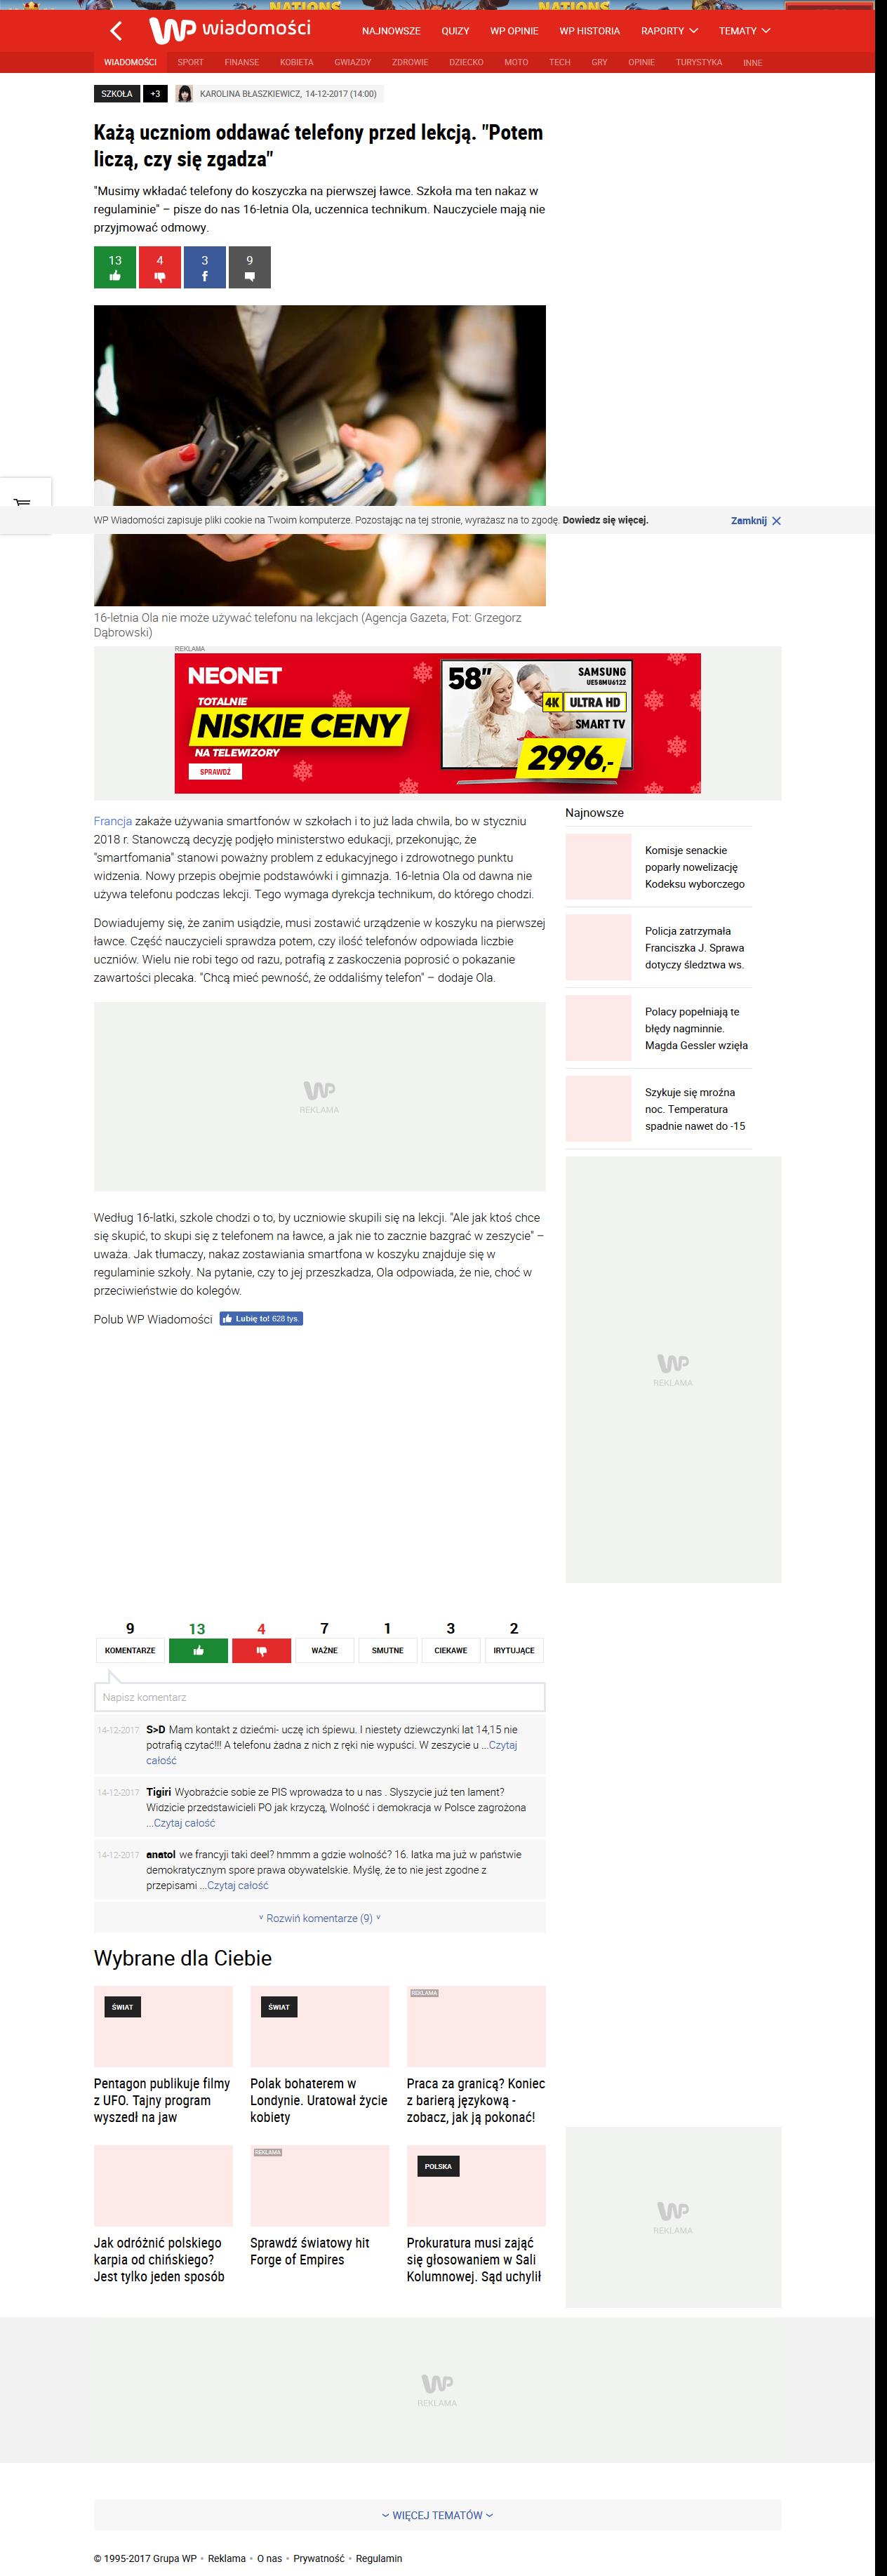 NATIONS
NATIONS
wp wiadomości
NAJNOWSZE QUIZY WP OPINIE WP HISTORIA RAPORTY TEMATY
WIADOMOŚCI SPORT FINANSE KOBIETA GWIAZDY ZDROWIE DZIECKO MOTO TECH GRY OPINIE TURYSTYKA INNE
SZKOŁA +3 KAROLINA BŁASZKIEWICZ, 14-12-2017 (14:00)
Każą uczniom oddawać telefony przed lekcją. "Potem
liczą, czy się zgadza"
"Musimy wkładać telefony do koszyczka na pierwszej ławce. Szkoła ma ten nakaz w
regulaminie" – pisze do nas 16-letnia Ola, uczennica technikum. Nauczyciele mają nie
przyjmować odmowy.
13 4 3 9
WP Wiadomości zapisuje pliki cookie na Twoim komputerze. Pozostając na tej stronie, wyrażasz na to zgodę. Dowiedz się więcej. Zamknij
16-letnia Ola nie może używać telefonu na lekcjach (Agencja Gazeta, Fot: Grzegorz
Dąbrowski)
REKLAMA
NEONET
TOTALNIE
NISKIE CENY
NA TELEWIZORY
SPRAWDŹ
58"
SAMSUNG
UE58MU6122
4K ULTRA HD
SMART TV
2996,-
Francja zakaże używania smartfonów w szkołach i to już lada chwila, bo w styczniu
2018 r. Stanowczą decyzję podjęło ministerstwo edukacji, przekonując, że
"smartfomania" stanowi poważny problem z edukacyjnego i zdrowotnego punktu
widzenia. Nowy przepis obejmie podstawówki i gimnazja. 16-letnia Ola od dawna nie
używa telefonu podczas lekcji. Tego wymaga dyrekcja technikum, do którego chodzi.
Dowiadujemy się, że zanim usiądzie, musi zostawić urządzenie w koszyku na pierwszej
ławce. Część nauczycieli sprawdza potem, czy ilość telefonów odpowiada liczbie
uczniów. Wielu nie robi tego od razu, potrafią z zaskoczenia poprosić o pokazanie
zawartości plecaka. "Chcą mieć pewność, że oddaliśmy telefon" – dodaje Ola.
wp
REKLAMA
Według 16-latki, szkole chodzi o to, by uczniowie skupili się na lekcji. "Ale jak ktoś chce
się skupić, to skupi się z telefonem na ławce, a jak nie to zacznie bazgrać w zeszycie" –
uważa. Jak tłumaczy, nakaz zostawiania smartfona w koszyku znajduje się w
regulaminie szkoły. Na pytanie, czy to jej przeszkadza, Ola odpowiada, że nie, choć w
przeciwieństwie do kolegów.
Polub WP Wiadomości Lubię to! 628 tys.
Najnowsze
Komisje senackie
poparły nowelizację
Kodeksu wyborczego
Policja zatrzymała
Franciszka J. Sprawa
dotyczy śledztwa ws.
Polacy popełniają te
błędy nagminnie.
Magda Gessler wzięła
Szykuje się mroźna
noc. Temperatura
spadnie nawet do -15
wp
REKLAMA
9 13 4 7 1 3 2
KOMENTARZE WAŻNE SMUTNE CIEKAWE IRYTUJĄCE
Napisz komentarz
14-12-2017 S>D Mam kontakt z dziećmi- uczę ich śpiewu. I niestety dziewczynki lat 14,15 nie
potrafią czytać!!! A telefonu żadna z nich z ręki nie wypuści. W zeszycie u ...Czytaj
całość
14-12-2017 Tigiri Wyobraźcie sobie ze PIS wprowadza to u nas . Slyszycie już ten lament?
Widzicie przedstawicieli PO jak krzyczą, Wolność i demokracja w Polsce zagrożona
...Czytaj całość
14-12-2017 anatol we francyji taki deel? hmmm a gdzie wolność? 16. latka ma już w państwie
demokratycznym spore prawa obywatelskie. Myślę, że to nie jest zgodne z
przepisami ...Czytaj całość
Rozwiń komentarze (9)
Wybrane dla Ciebie
ŚWIAT
Pentagon publikuje filmy
z UFO. Tajny program
wyszedł na jaw
ŚWIAT
Polak bohaterem w
Londynie. Uratował życie
kobiety
REKLAMA
Praca za granicą? Koniec
z barierą językową -
zobacz, jak ją pokonać!
Jak odróżnić polskiego
karpia od chińskiego?
Jest tylko jeden sposób
REKLAMA
Sprawdź światowy hit
Forge of Empires
POLSKA
Prokuratura musi zająć
się głosowaniem w Sali
Kolumnowej. Sąd uchylił
wp
REKLAMA
wp
REKLAMA
WIĘCEJ TEMATÓW
© 1995-2017 Grupa WP • Reklama • O nas • Prywatność • Regulamin